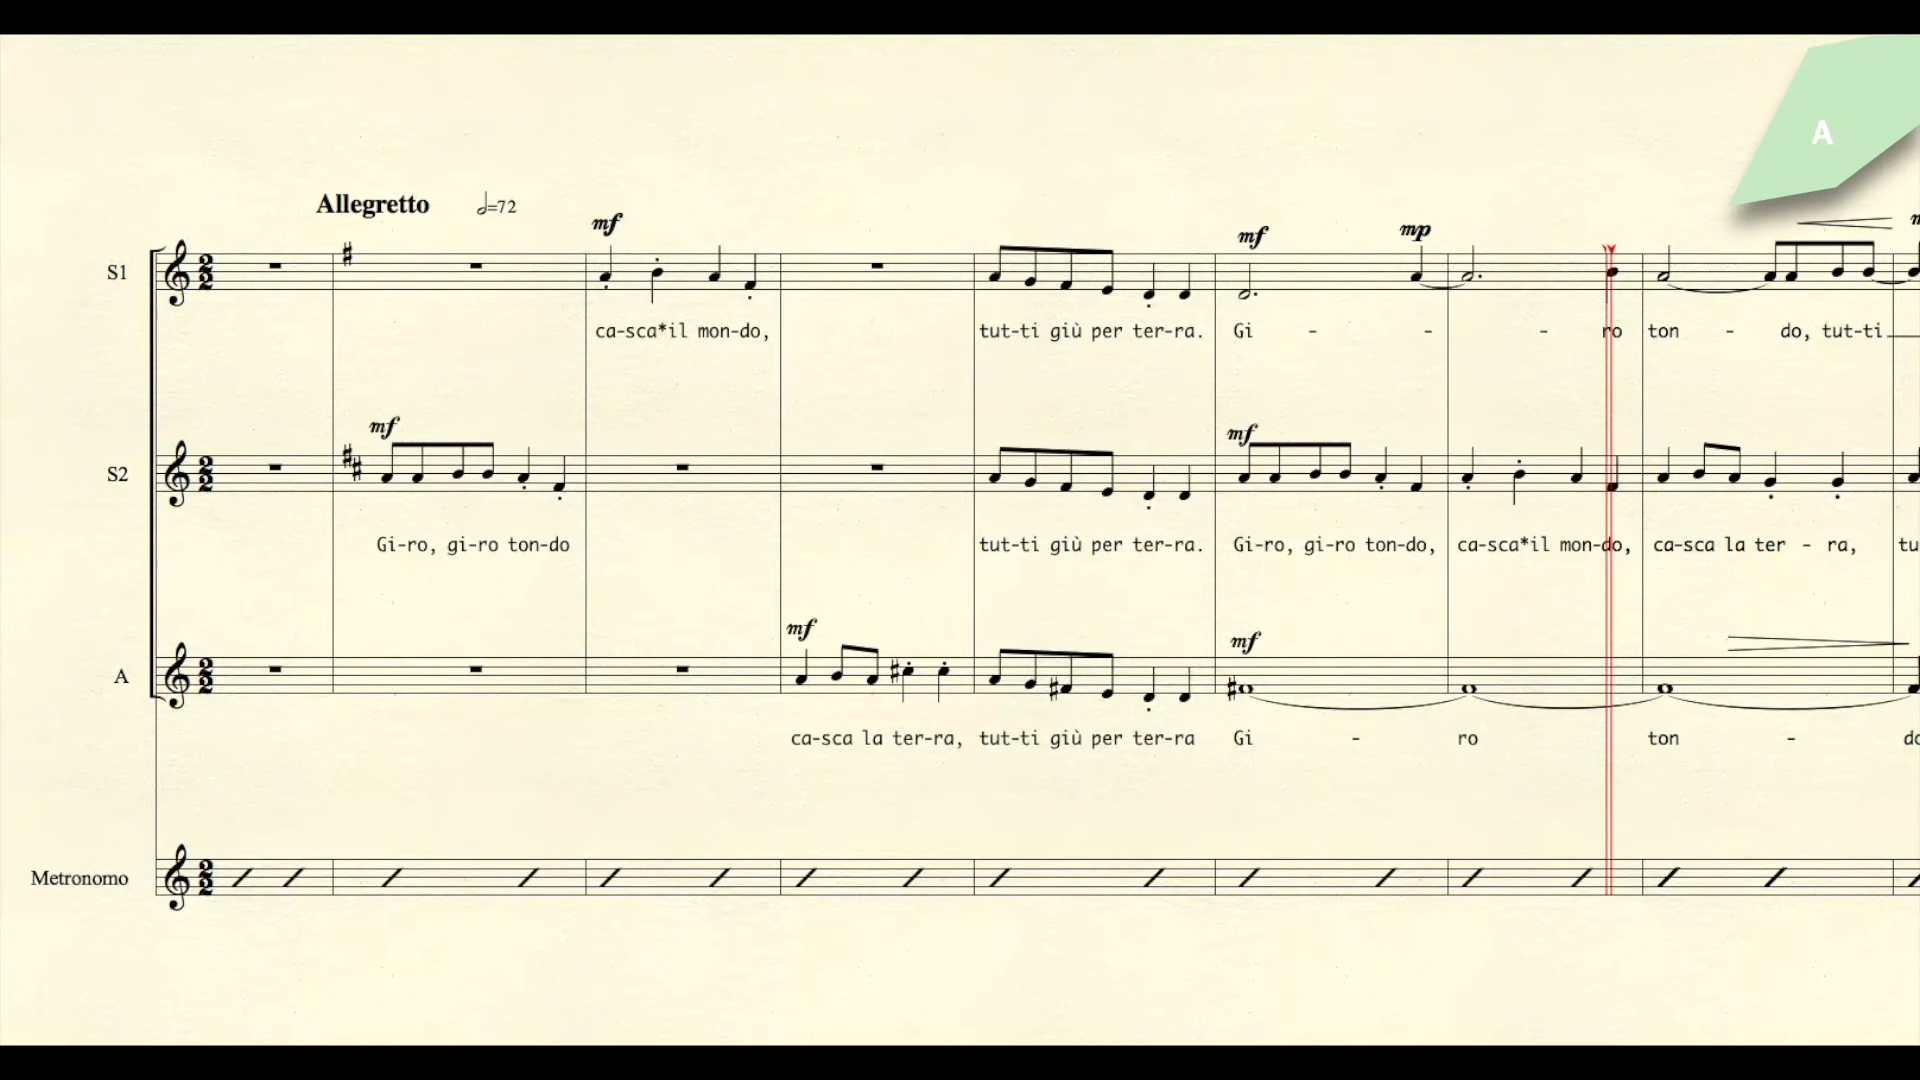 A
Allegretto =72
mf
mf mp
S1
ca-sca*il mon-do, tut-ti giù per ter-ra. Gi - - - ro ton - do, tut-ti
mf
mf
S2
Gi-ro, gi-ro ton-do tut-ti giù per ter-ra. Gi-ro, gi-ro ton-do, ca-sca*il mon-do, ca-sca la ter - ra, tu
mf
mf
A
ca-sca la ter-ra, tut-ti giù per ter-ra Gi - ro ton - do
Metronomo